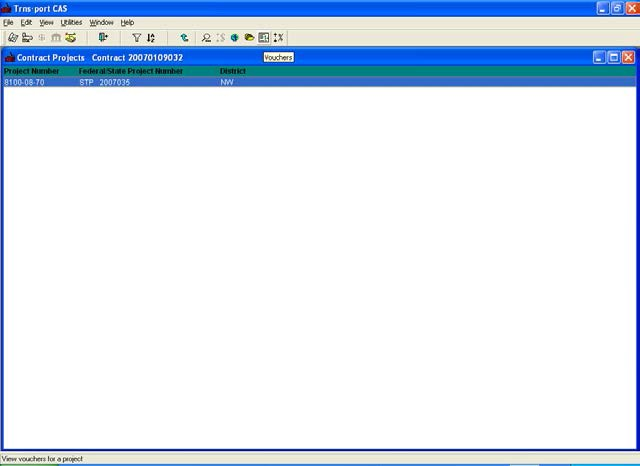 Trns·port CAS
File Edit View Utilities Window Help
Contract Projects Contract 20070109032
Vouchers
Project Number Federal/State Project Number District
8100-08-70 STP 2007035 NW
View vouchers for a project